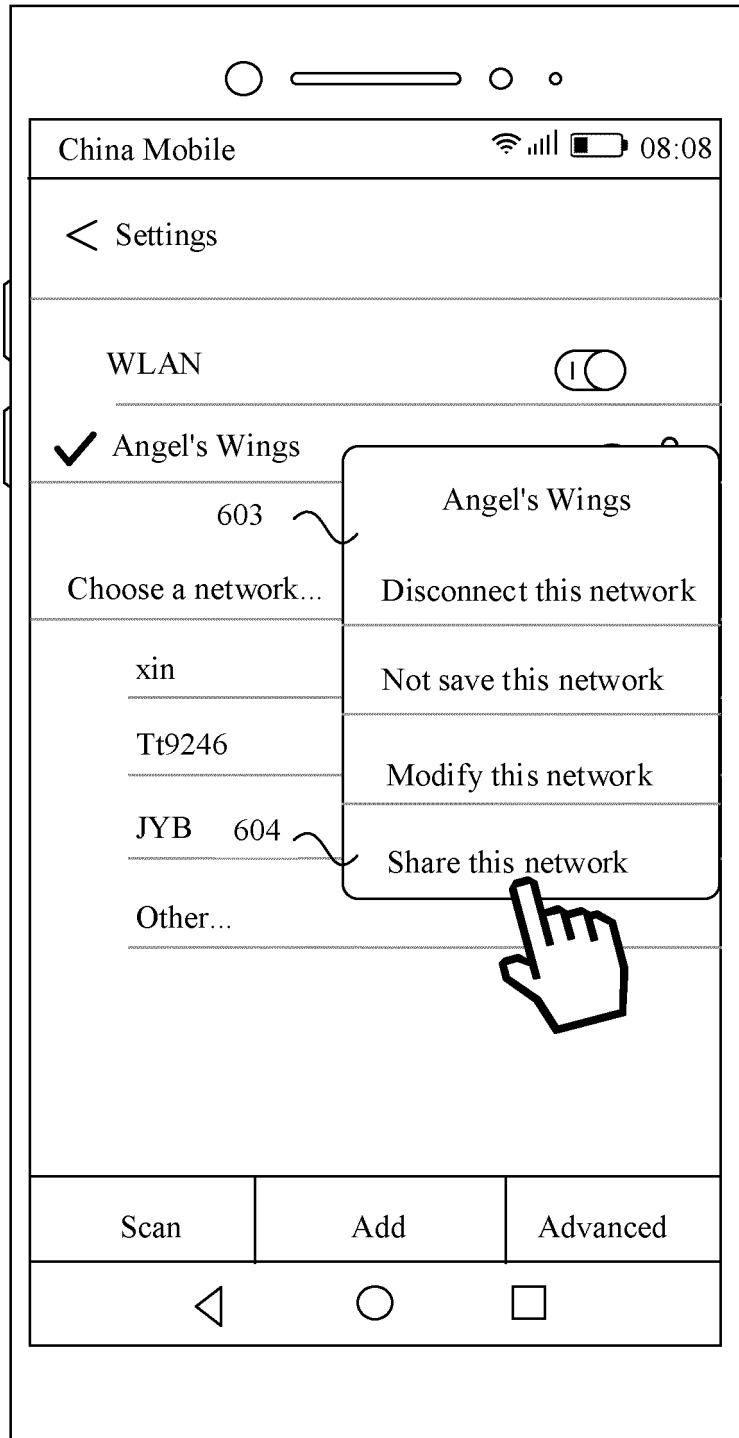 China Mobile 08:08
< Settings
WLAN
Angel's Wings
603
Choose a network...
xin
Tt9246
JYB
604
Other...
Angel's Wings
Disconnect this network
Not save this network
Modify this network
Share this network
Scan
Add
Advanced